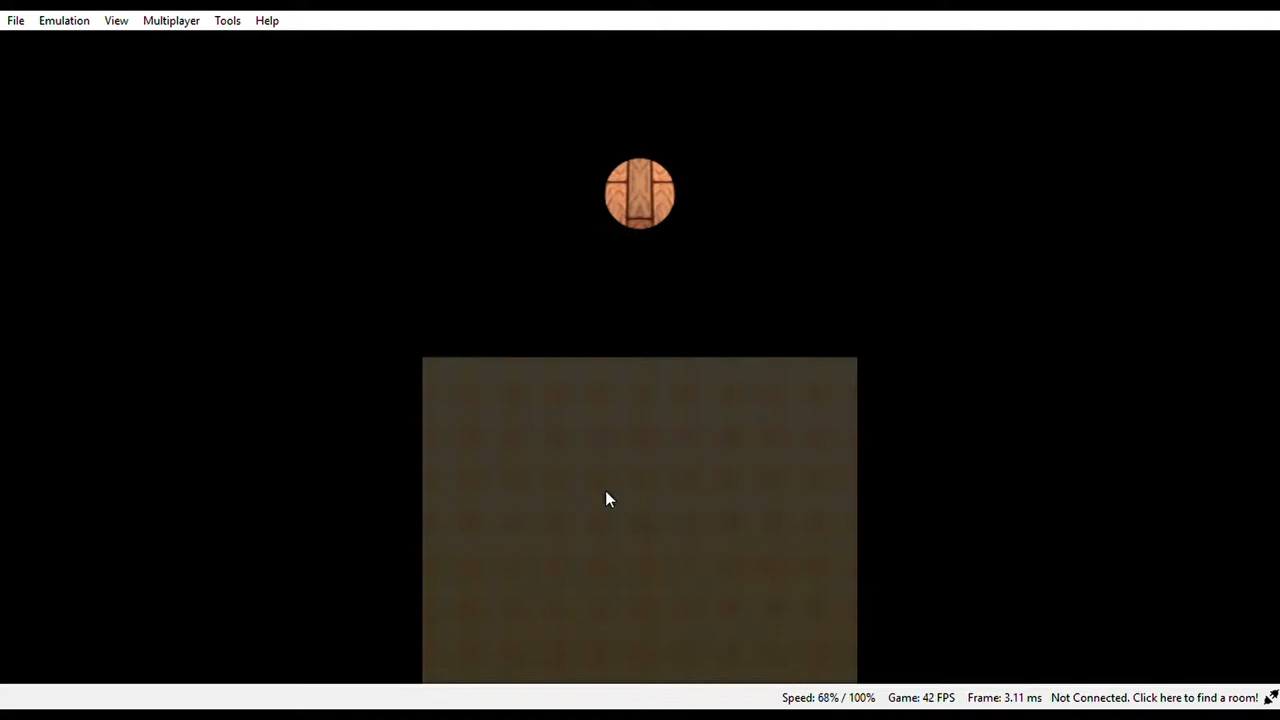 File Emulation View Multiplayer Tools Help
Speed: 68% / 100% Game: 42 FPS Frame: 3.11 ms Not Connected. Click here to find a room!